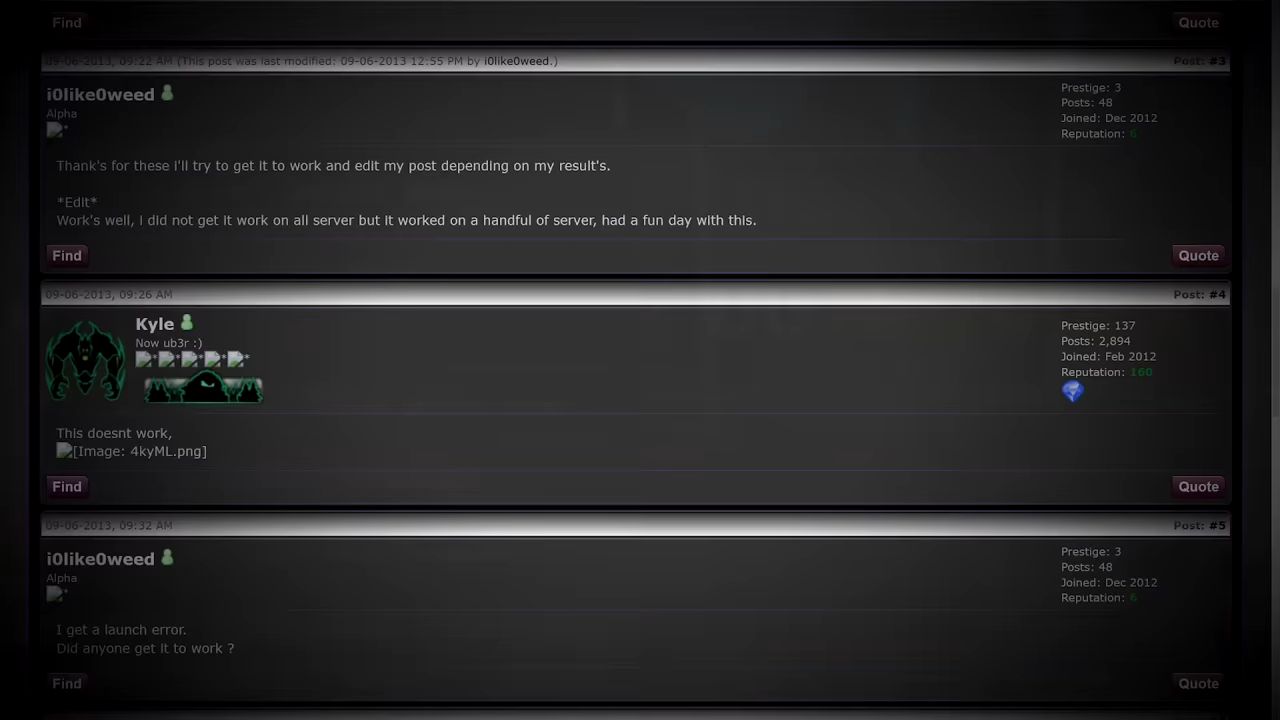 Find Quote
09-06-2013, 09:22 AM (This post was last modified: 09-06-2013 12:55 PM by i0like0weed.) Post: #3
i0like0weed
Alpha
Prestige: 3
Posts: 48
Joined: Dec 2012
Reputation: 6
*
Thank's for these i'll try to get it to work and edit my post depending on my result's.
*Edit*
Work's well, i did not get it work on all server but it worked on a handful of server, had a fun day with this.
Find Quote
09-06-2013, 09:26 AM Post: #4
Kyle
Now ub3r :)
* * * * *
Prestige: 137
Posts: 2,894
Joined: Feb 2012
Reputation: 160
This doesnt work,
[Image: 4kyML.png]
Find Quote
09-06-2013, 09:32 AM Post: #5
i0like0weed
Alpha
*
Prestige: 3
Posts: 48
Joined: Dec 2012
Reputation: 6
I get a launch error.
Did anyone get it to work ?
Find Quote